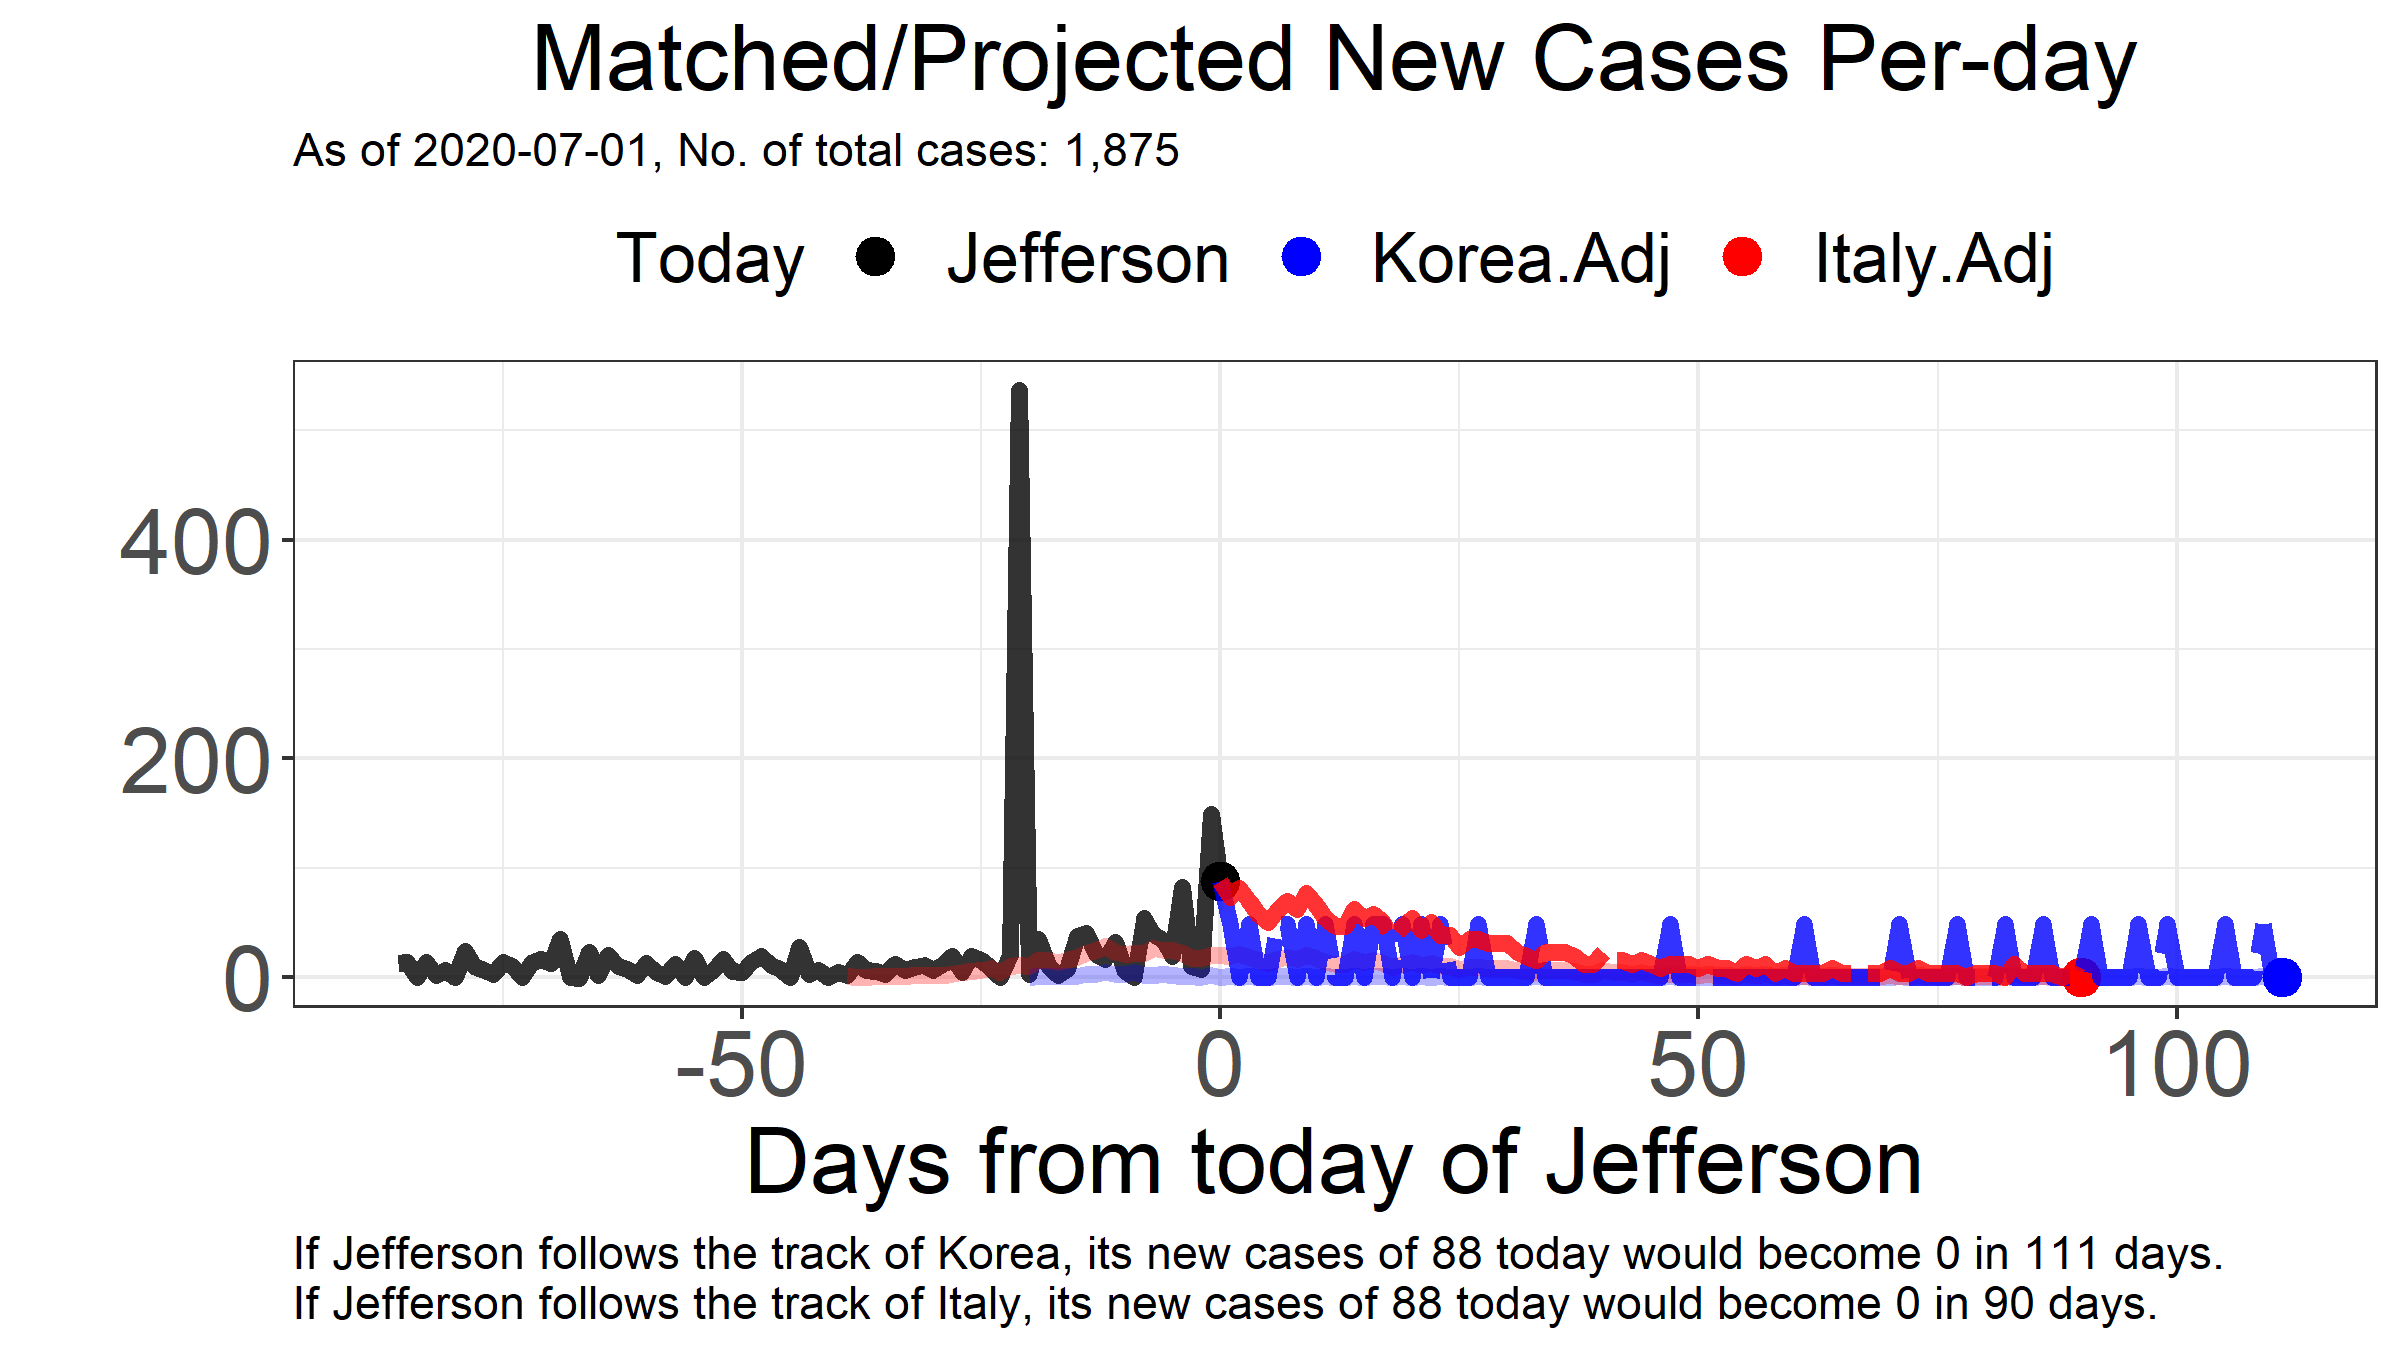 Matched/Projected New Cases Per-day
As of 2020-07-01, No. of total cases: 1,875
Today Jefferson Korea.Adj Italy.Adj
400
200
0
-50 0 50 100
Days from today of Jefferson
If Jefferson follows the track of Korea, its new cases of 88 today would become 0 in 111 days.
If Jefferson follows the track of Italy, its new cases of 88 today would become 0 in 90 days.